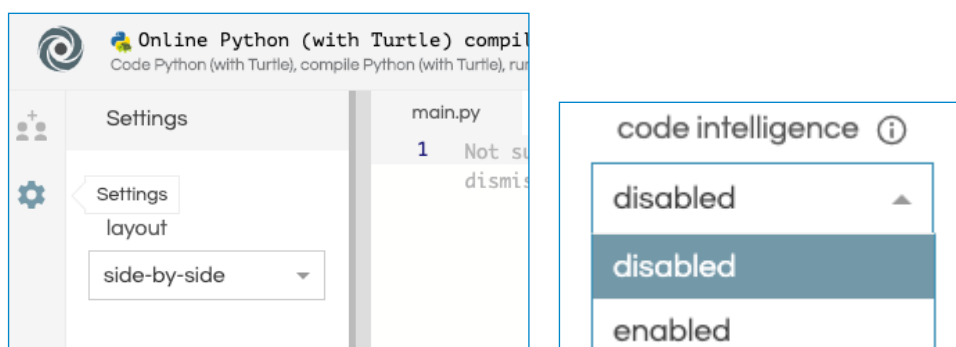 Online Python (with Turtle) compil
Code Python (with Turtle), compile Python (with Turtle), rur
Settings
main.py
1 Not su
dismis
Settings
layout
side-by-side
code intelligence
disabled
disabled
enabled